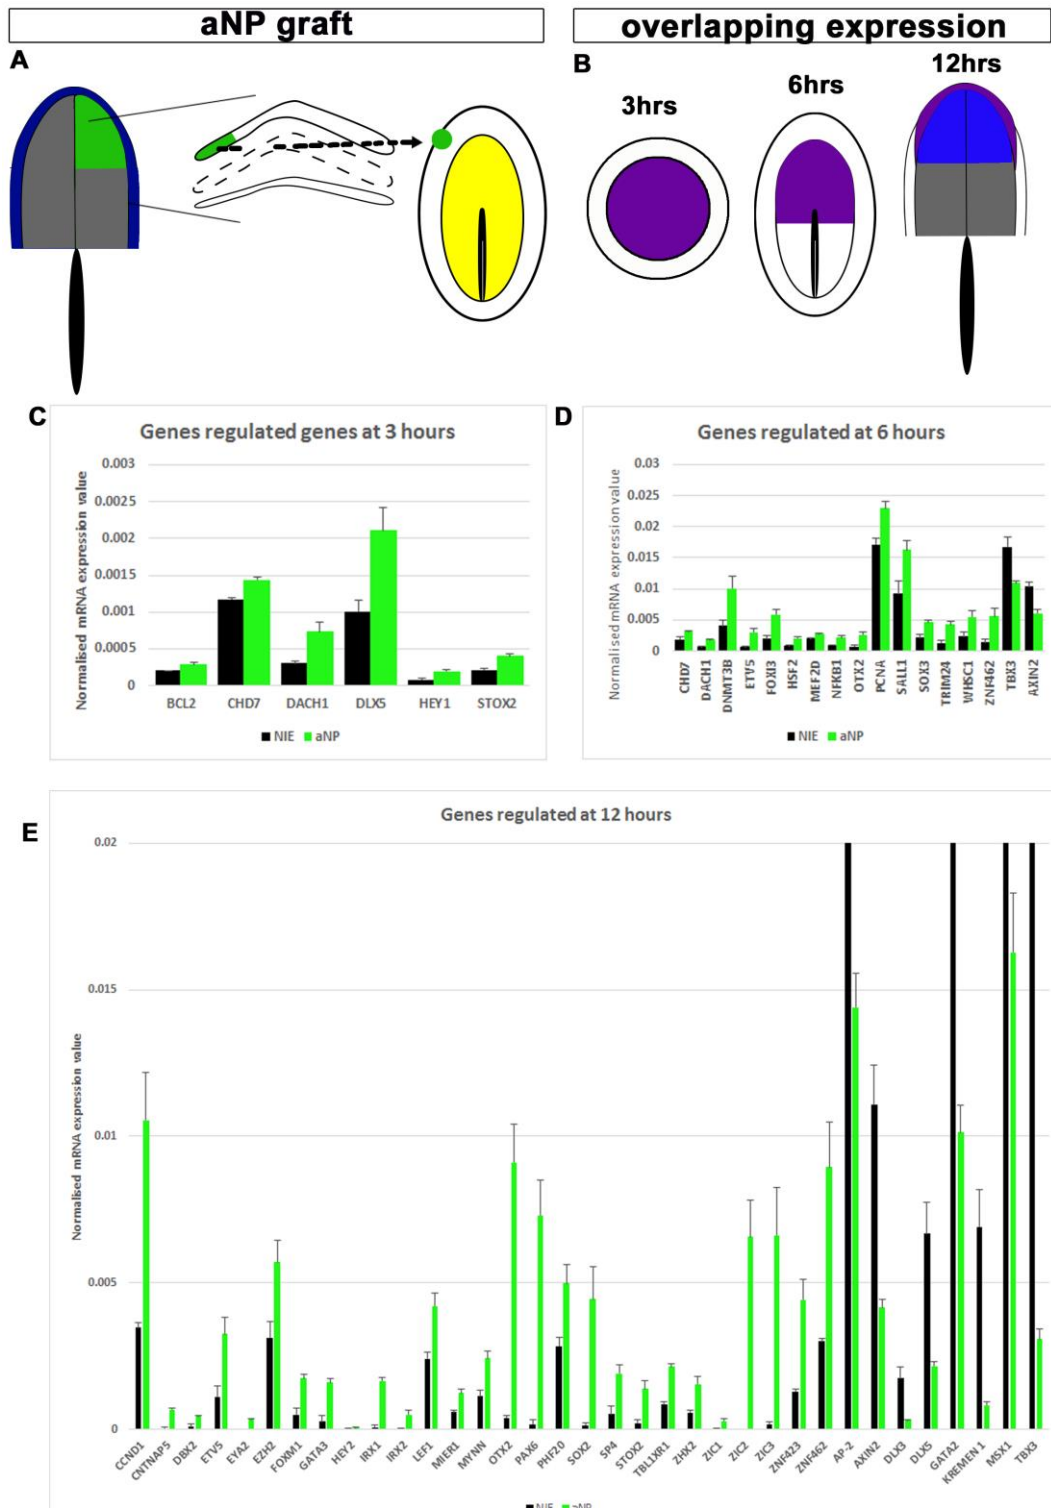 aNP graft
overlapping expression
A
B
3hrs
6hrs
12hrs
C
Genes regulated genes at 3 hours
Normalised mRNA expression value
0.003
0.0025
0.002
0.0015
0.001
0.0005
0
BCL2 CHD7 DACH1 DLX5 HEY1 STOX2
NIE aNP
D
Genes regulated at 6 hours
Normalised mRNA expression value
0.03
0.025
0.02
0.015
0.01
0.005
0
CHD7 DACH1 DNMT3B ETV5 FOXI3 HSF2 MEF2D NFKB1 OTX2 PCNA SALL1 SOX3 TRIM24 WHSC1 ZNF462 TBX3 AXIN2
NIE aNP
E
Genes regulated at 12 hours
Normalised mRNA expression value
0.02
0.015
0.01
0.005
0
CCND1 CNTNAP5 DBX2 ETV5 EYA2 EZH2 FOXM1 GATA3 HEY2 IRX1 IRX2 LEF1 MIER1 MYNN OTX2 PAX6 PHF20 SOX2 SP4 STOX2 TBL1XR1 ZHX2 ZIC1 ZIC2 ZIC3 ZNF423 ZNF462 AP-2 AXIN2 DLX3 DLX5 GATA2 KREMEN1 MSX1 TBX3
NIE aNP